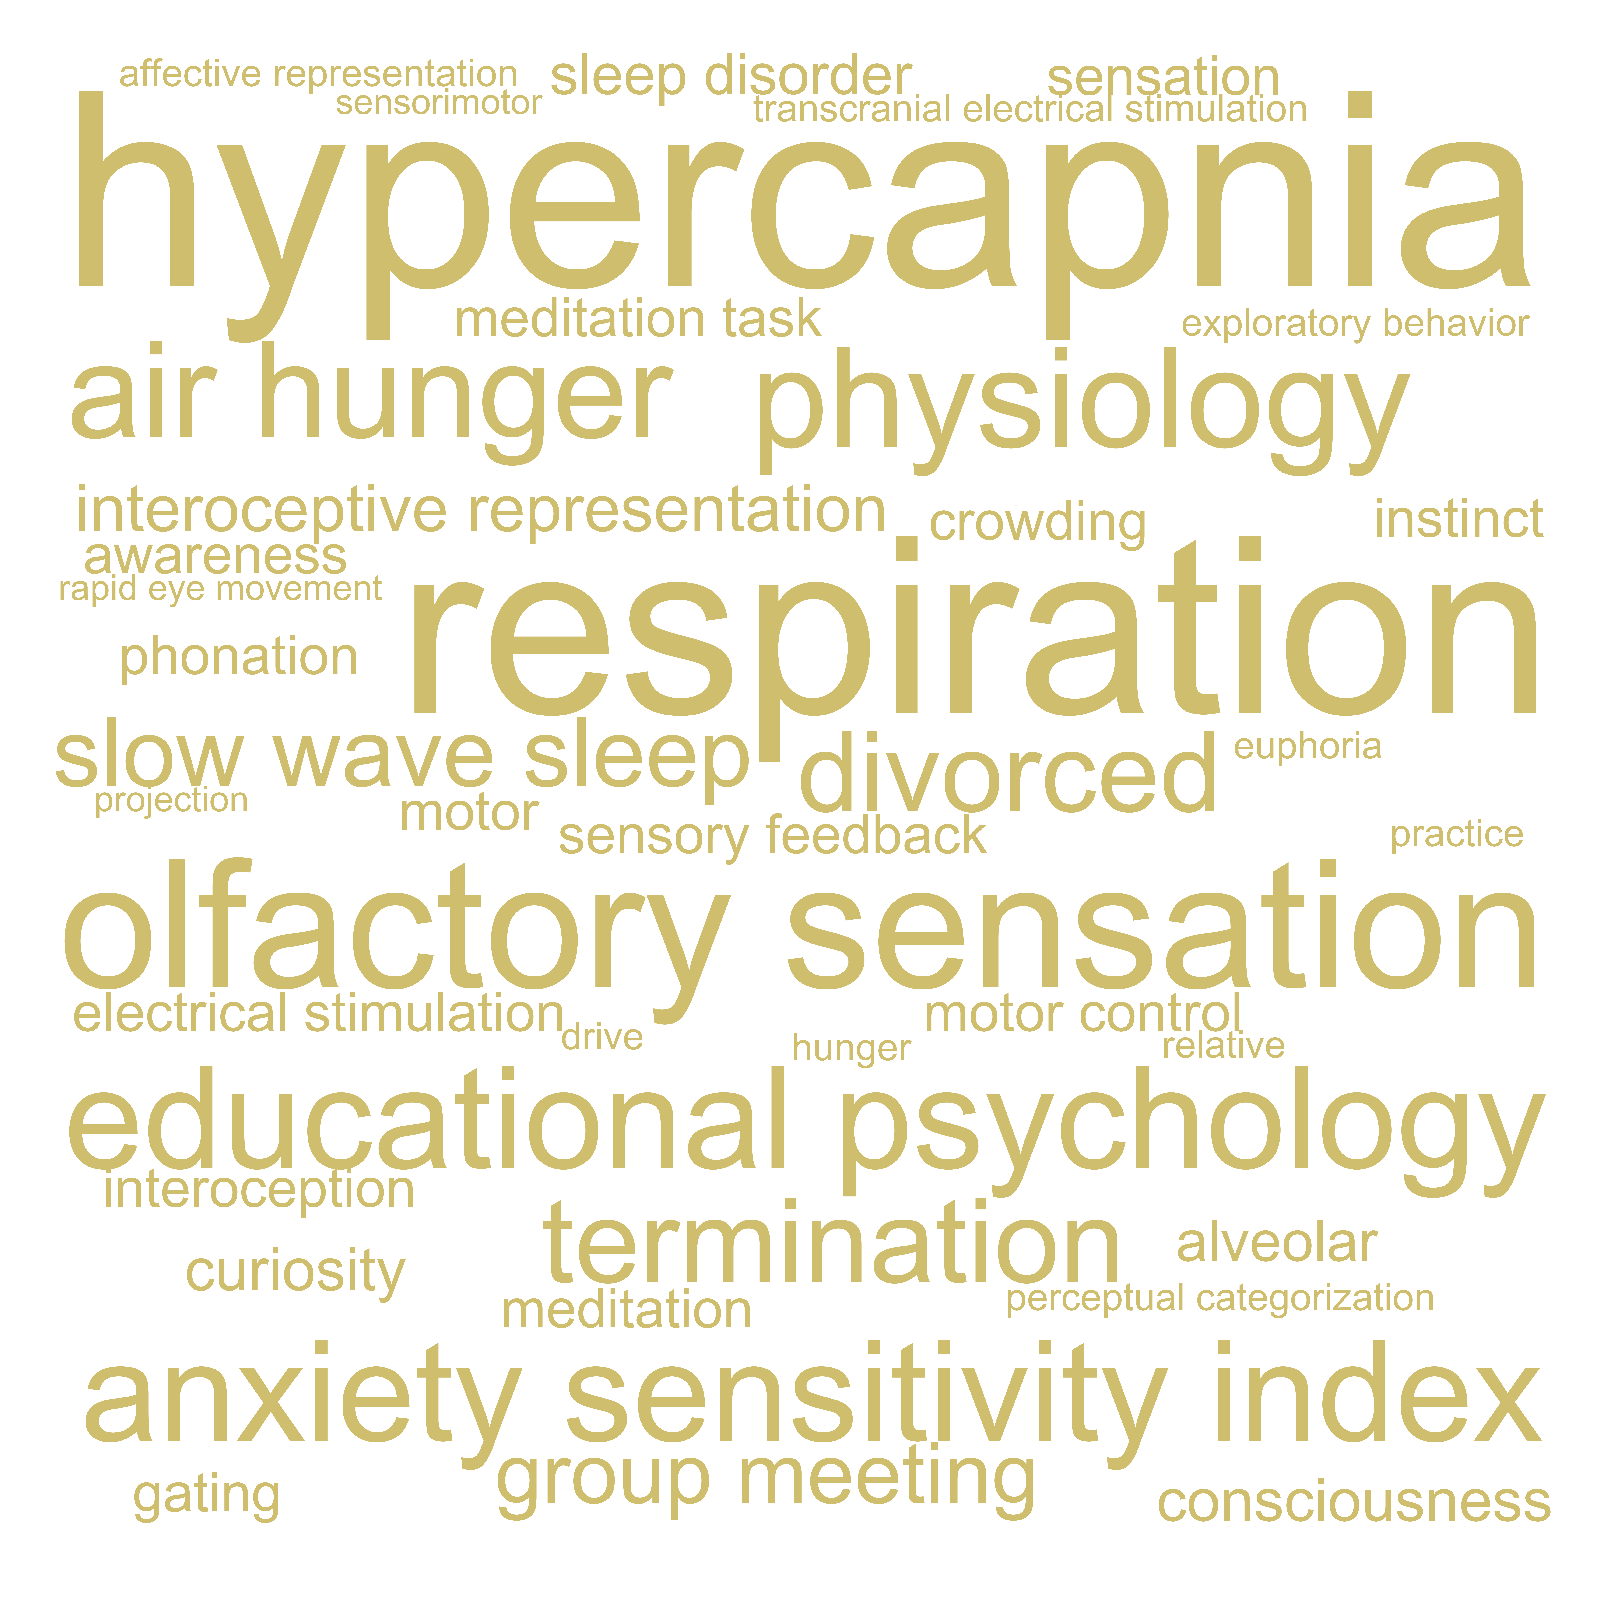 affective representation
sleep disorder
sensation
sensorimotor
transcranial electrical stimulation
hypercapnia
meditation task
exploratory behavior
air hunger
physiology
interoceptive representation
crowding
instinct
awareness
rapid eye movement
respiration
phonation
slow wave sleep
divorced
euphoria
projection
motor
sensory feedback
practice
olfactory sensation
electrical stimulation
motor control
drive
hunger
relative
educational psychology
interoception
termination
alveolar
curiosity
meditation
perceptual categorization
anxiety sensitivity index
group meeting
gating
consciousness